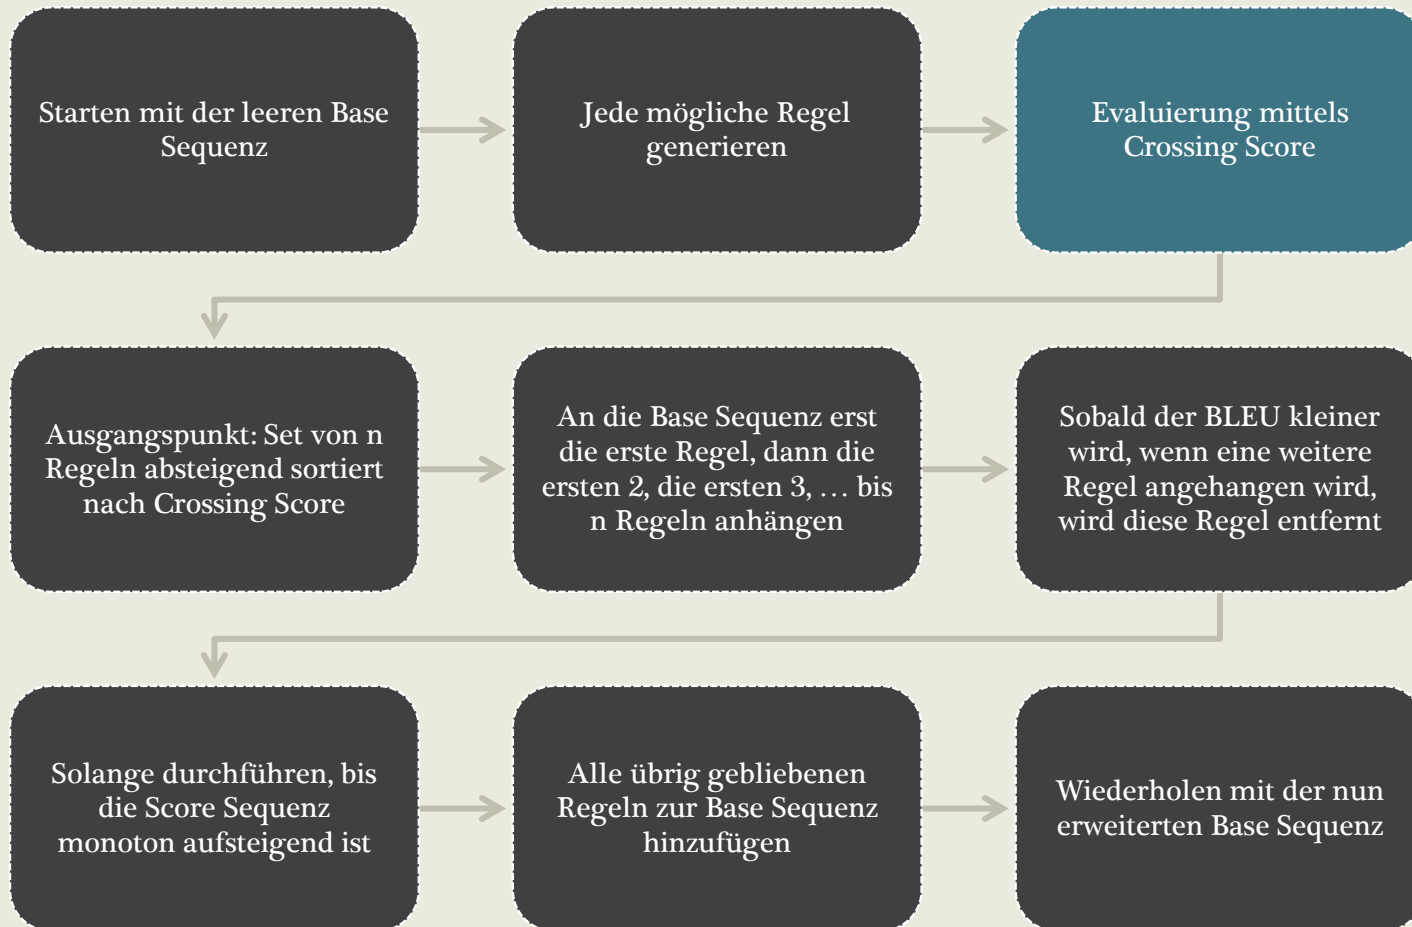 Starten mit der leeren Base
Sequenz
Jede mögliche Regel
generieren
Evaluierung mittels
Crossing Score
Ausgangspunkt: Set von n
Regeln absteigend sortiert
nach Crossing Score
An die Base Sequenz erst
die erste Regel, dann die
ersten 2, die ersten 3, … bis
n Regeln anhängen
Sobald der BLEU kleiner
wird, wenn eine weitere
Regel angehangen wird,
wird diese Regel entfernt
Solange durchführen, bis
die Score Sequenz
monoton aufsteigend ist
Alle übrig gebliebenen
Regeln zur Base Sequenz
hinzufügen
Wiederholen mit der nun
erweiterten Base Sequenz